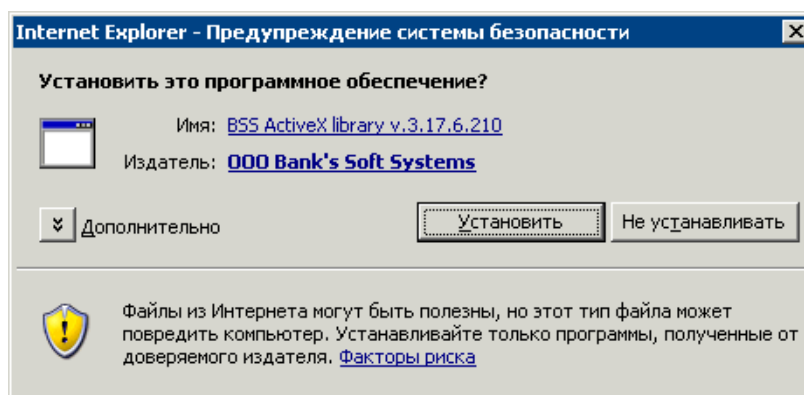 Internet Explorer - Предупреждение системы безопасности
Установить это программное обеспечение?
Имя: BSS ActiveX library v.3.17.6.210
Издатель: OOO Bank's Soft Systems
Дополнительно
Установить
Не устанавливать
Файлы из Интернета могут быть полезны, но этот тип файла может
повредить компьютер. Устанавливайте только программы, полученные от
доверяемого издателя. Факторы риска